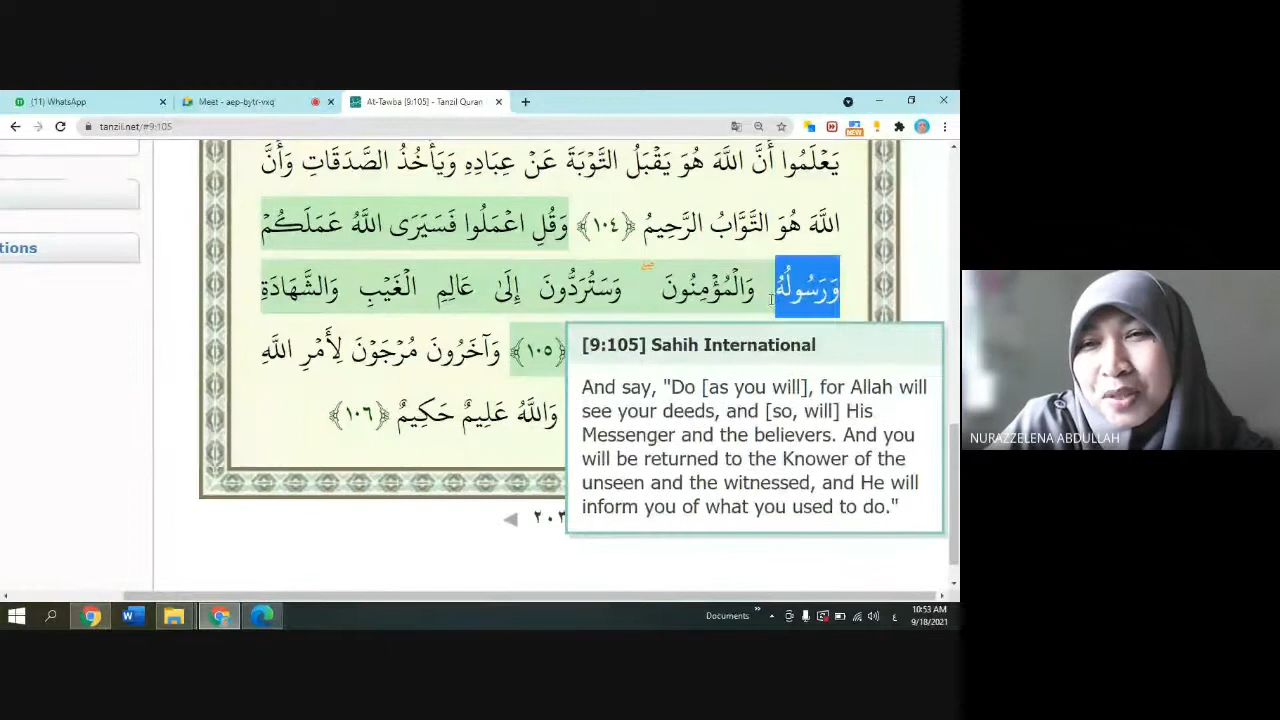 (11) WhatsApp
Meet - aep-bytr-vxq
At-Tawba [9:105] - Tanzil Quran
tanzil.net/#9:105
NEW
يَعْلَمُوا أَنَّ اللَّهَ هُوَ يَقْبَلُ التَّوْبَةَ عَنْ عِبَادِهِ وَيَأْخُذُ الصَّدَقَاتِ وَأَنَّ
اللَّهَ هُوَ التَّوَّابُ الرَّحِيمُ ﴿١٠٤﴾ وَقُلِ اعْمَلُوا فَسَيَرَى اللَّهُ عَمَلَكُمْ
وَرَسُولُهُ وَالْمُؤْمِنُونَ ۖ وَسَتُرَدُّونَ إِلَىٰ عَالِمِ الْغَيْبِ وَالشَّهَادَةِ
﴿١٠٥﴾ وَآخَرُونَ مُرْجَوْنَ لِأَمْرِ اللَّهِ
وَاللَّهُ عَلِيمٌ حَكِيمٌ ﴿١٠٦﴾
tions
[9:105] Sahih International
And say, "Do [as you will], for Allah will
see your deeds, and [so, will] His
Messenger and the believers. And you
will be returned to the Knower of the
unseen and the witnessed, and He will
inform you of what you used to do."
٢٠٣
NURAZZELENA ABDULLAH
Documents
ع
10:53 AM
9/18/2021